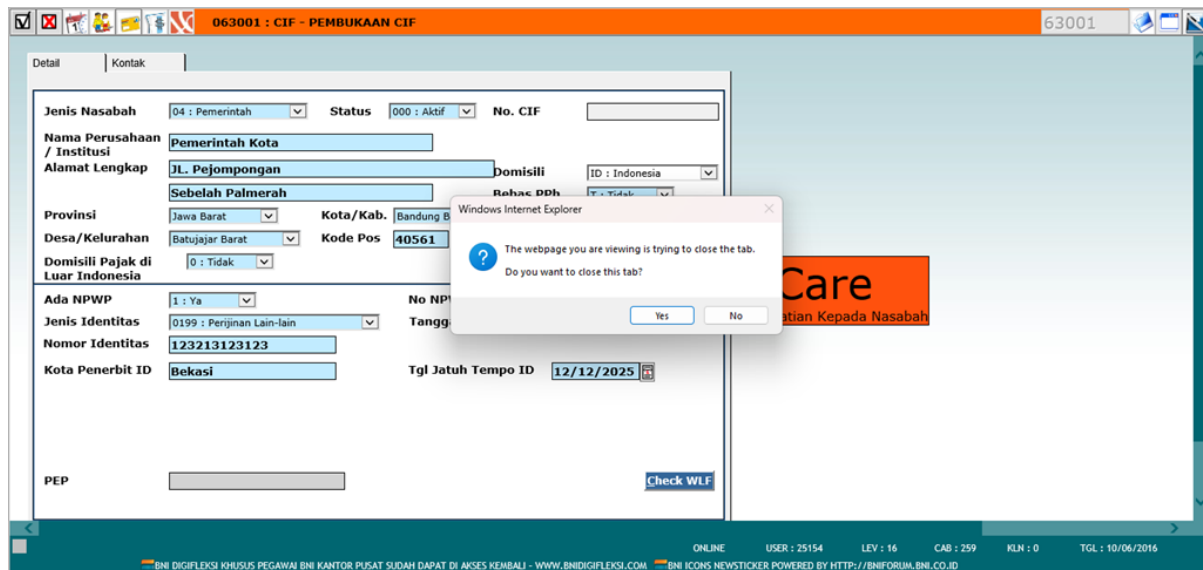 063001 : CIF - PEMBUKAAN CIF
63001
Detail
Kontak
Jenis Nasabah
04 : Pemerintah
Status
000 : Aktif
No. CIF
Nama Perusahaan
/ Institusi
Pemerintah Kota
Alamat Lengkap
JL. Pejompongan
Domisili
ID : Indonesia
Sebelah Palmerah
Bebas PPh
T : Tidak
Provinsi
Jawa Barat
Kota/Kab.
Bandung B
Desa/Kelurahan
Batujajar Barat
Kode Pos
40561
Domisili Pajak di
Luar Indonesia
0 : Tidak
Windows Internet Explorer
The webpage you are viewing is trying to close the tab.
Do you want to close this tab?
Yes
No
Care
atian Kepada Nasabah
Ada NPWP
1 : Ya
No NP
Jenis Identitas
0199 : Perijinan Lain-lain
Tangg
Nomor Identitas
123213123123
Kota Penerbit ID
Bekasi
Tgl Jatuh Tempo ID
12/12/2025
PEP
Check WLF
ONLINE
USER : 25154
LEV : 16
CAB : 259
KLN : 0
TGL : 10/06/2016
BNI DIGIFLEKSI KHUSUS PEGAWAI BNI KANTOR PUSAT SUDAH DAPAT DI AKSES KEMBALI - WWW.BNIDIGIFLEKSI.COM
BNI ICONS NEWSTICKER POWERED BY HTTP://BNIFORUM.BNI.CO.ID